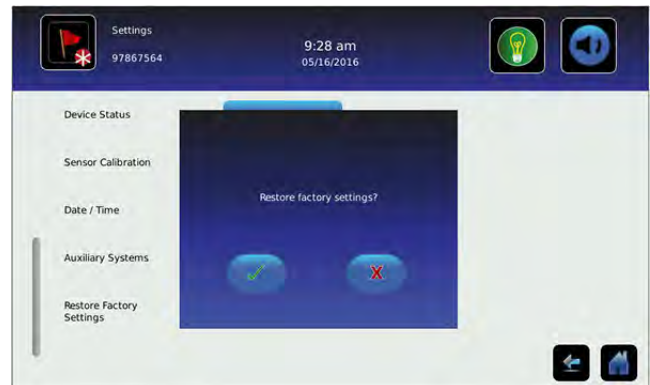 Settings
97867564
9:28 am
05/16/2016
Device Status
Sensor Calibration
Restore factory settings?
Date / Time
Auxiliary Systems
X
Restore Factory
Settings